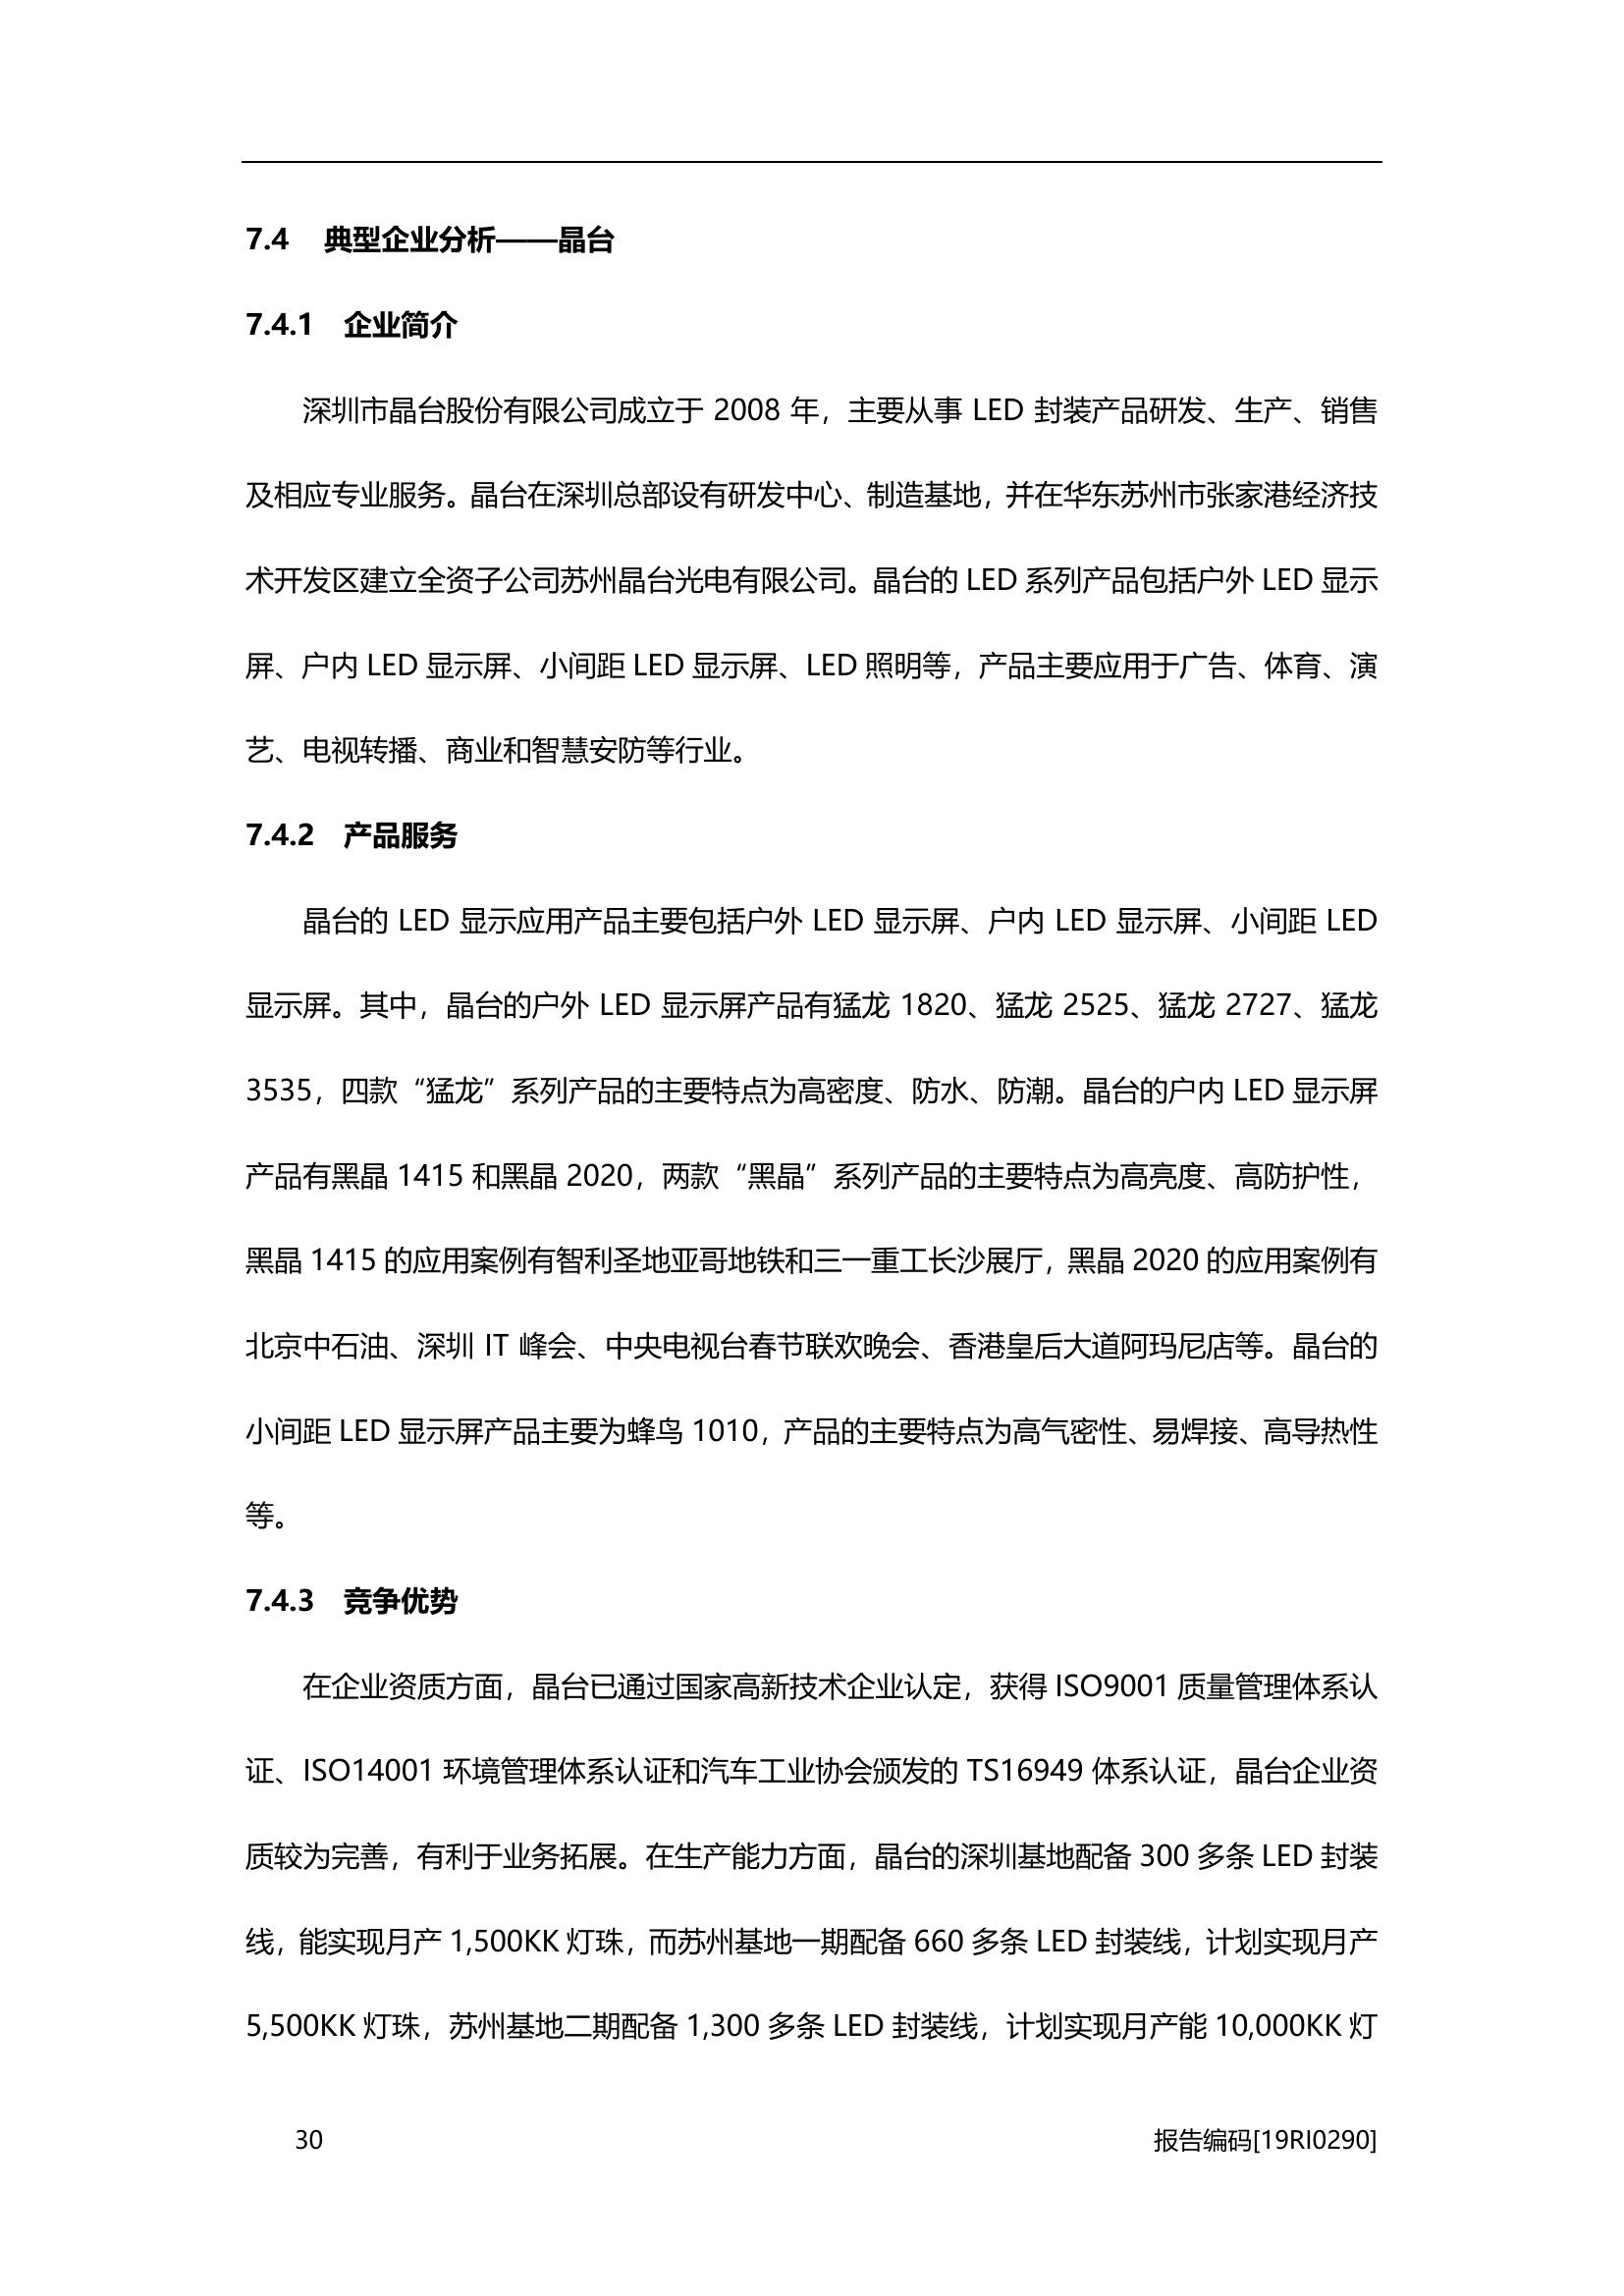 7.4 典型企业分析——晶台
7.4.1 企业简介
深圳市晶台股份有限公司成立于 2008 年，主要从事 LED 封装产品研发、生产、销售
及相应专业服务。晶台在深圳总部设有研发中心、制造基地，并在华东苏州市张家港经济技
术开发区建立全资子公司苏州晶台光电有限公司。晶台的 LED 系列产品包括户外 LED 显示
屏、户内 LED 显示屏、小间距 LED 显示屏、LED 照明等，产品主要应用于广告、体育、演
艺、电视转播、商业和智慧安防等行业。
7.4.2 产品服务
晶台的 LED 显示应用产品主要包括户外 LED 显示屏、户内 LED 显示屏、小间距 LED
显示屏。其中，晶台的户外 LED 显示屏产品有猛龙 1820、猛龙 2525、猛龙 2727、猛龙
3535，四款“猛龙”系列产品的主要特点为高密度、防水、防潮。晶台的户内 LED 显示屏
产品有黑晶 1415 和黑晶 2020，两款“黑晶”系列产品的主要特点为高亮度、高防护性，
黑晶 1415 的应用案例有智利圣地亚哥地铁和三一重工长沙展厅，黑晶 2020 的应用案例有
北京中石油、深圳 IT 峰会、中央电视台春节联欢晚会、香港皇后大道阿玛尼店等。晶台的
小间距 LED 显示屏产品主要为蜂鸟 1010，产品的主要特点为高气密性、易焊接、高导热性
等。
7.4.3 竞争优势
在企业资质方面，晶台已通过国家高新技术企业认定，获得 ISO9001 质量管理体系认
证、ISO14001 环境管理体系认证和汽车工业协会颁发的 TS16949 体系认证，晶台企业资
质较为完善，有利于业务拓展。在生产能力方面，晶台的深圳基地配备 300 多条 LED 封装
线，能实现月产 1,500KK 灯珠，而苏州基地一期配备 660 多条 LED 封装线，计划实现月产
5,500KK 灯珠，苏州基地二期配备 1,300 多条 LED 封装线，计划实现月产能 10,000KK 灯
30 报告编码[19RI0290]